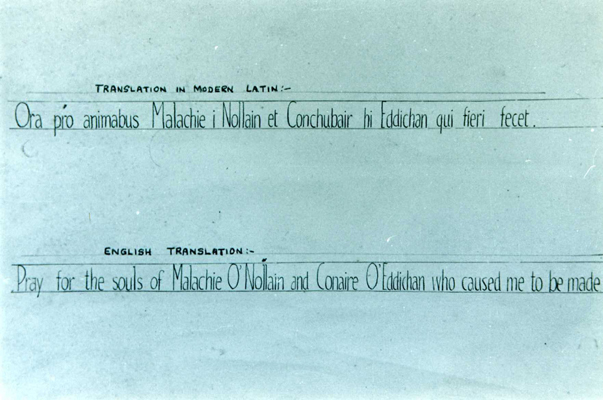 TRANSLATION IN MODERN LATIN:-
Ora pro animabus Malachie i Nollain et Conchubair hi Eddichan qui fieri fecet.
ENGLISH TRANSLATION:-
Pray for the souls of Malachie O'Nollain and Conaire O'Eddichan who caused me to be made